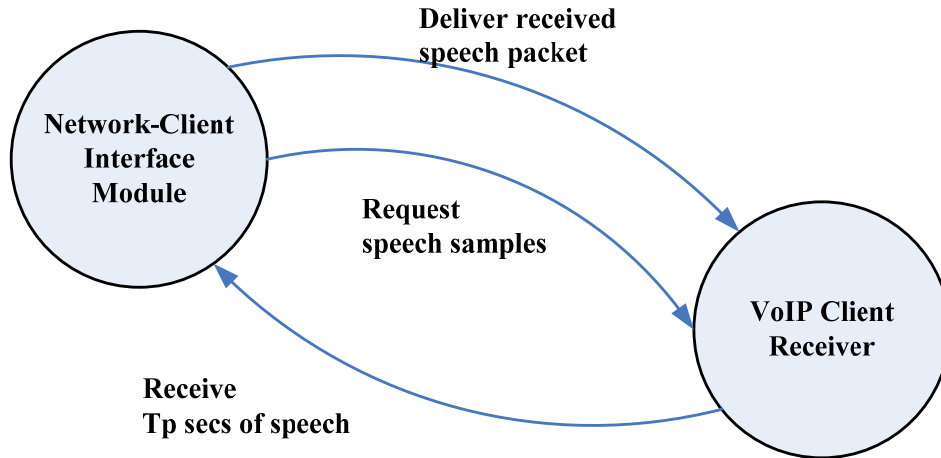 Deliver received
speech packet
Network-Client
Interface
Module
Request
speech samples
VoIP Client
Receiver
Receive
Tp secs of speech